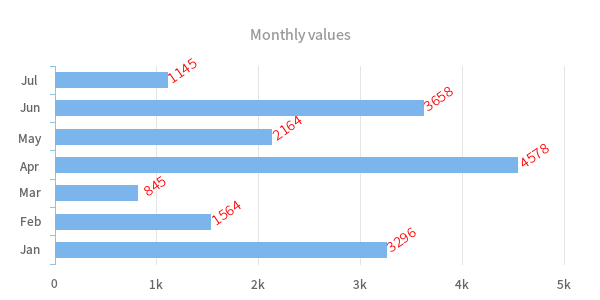 Monthly values
Jul 1145
Jun 3658
May 2164
Apr 4578
Mar 845
Feb 1564
Jan 3296
0 1k 2k 3k 4k 5k